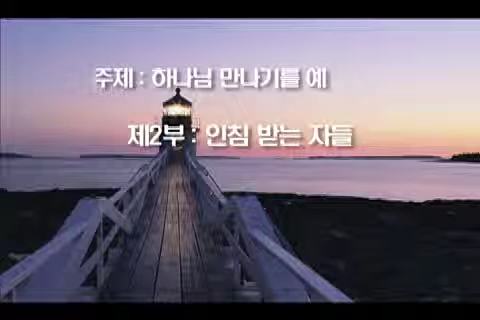 주제 : 하나님 만나기를 예
제2부 : 인침 받는 자들